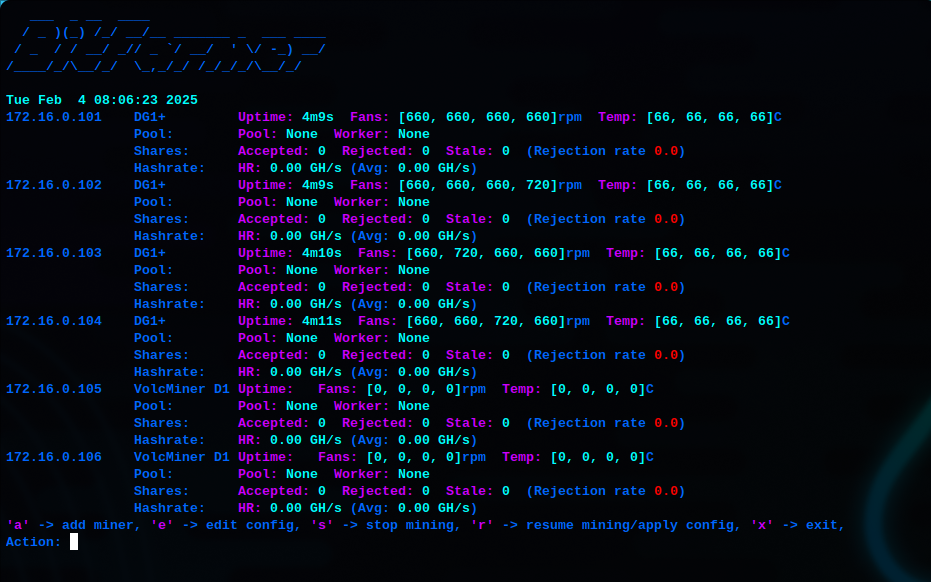 Tue Feb  4 08:06:23 2025
172.16.0.101    DG1+         Uptime: 4m9s  Fans: [660, 660, 660, 660]rpm  Temp: [66, 66, 66, 66]C
                Pool:        Pool: None  Worker: None
                Shares:      Accepted: 0  Rejected: 0  Stale: 0  (Rejection rate 0.0)
                Hashrate:    HR: 0.00 GH/s (Avg: 0.00 GH/s)
172.16.0.102    DG1+         Uptime: 4m9s  Fans: [660, 660, 660, 720]rpm  Temp: [66, 66, 66, 66]C
                Pool:        Pool: None  Worker: None
                Shares:      Accepted: 0  Rejected: 0  Stale: 0  (Rejection rate 0.0)
                Hashrate:    HR: 0.00 GH/s (Avg: 0.00 GH/s)
172.16.0.103    DG1+         Uptime: 4m10s  Fans: [660, 720, 660, 660]rpm  Temp: [66, 66, 66, 66]C
                Pool:        Pool: None  Worker: None
                Shares:      Accepted: 0  Rejected: 0  Stale: 0  (Rejection rate 0.0)
                Hashrate:    HR: 0.00 GH/s (Avg: 0.00 GH/s)
172.16.0.104    DG1+         Uptime: 4m11s  Fans: [660, 660, 720, 660]rpm  Temp: [66, 66, 66, 66]C
                Pool:        Pool: None  Worker: None
                Shares:      Accepted: 0  Rejected: 0  Stale: 0  (Rejection rate 0.0)
                Hashrate:    HR: 0.00 GH/s (Avg: 0.00 GH/s)
172.16.0.105    VolcMiner D1 Uptime:   Fans: [0, 0, 0, 0]rpm  Temp: [0, 0, 0, 0]C
                Pool:        Pool: None  Worker: None
                Shares:      Accepted: 0  Rejected: 0  Stale: 0  (Rejection rate 0.0)
                Hashrate:    HR: 0.00 GH/s (Avg: 0.00 GH/s)
172.16.0.106    VolcMiner D1 Uptime:   Fans: [0, 0, 0, 0]rpm  Temp: [0, 0, 0, 0]C
                Pool:        Pool: None  Worker: None
                Shares:      Accepted: 0  Rejected: 0  Stale: 0  (Rejection rate 0.0)
                Hashrate:    HR: 0.00 GH/s (Avg: 0.00 GH/s)
'a' -> add miner, 'e' -> edit config, 's' -> stop mining, 'r' -> resume mining/apply config, 'x' -> exit,
Action: